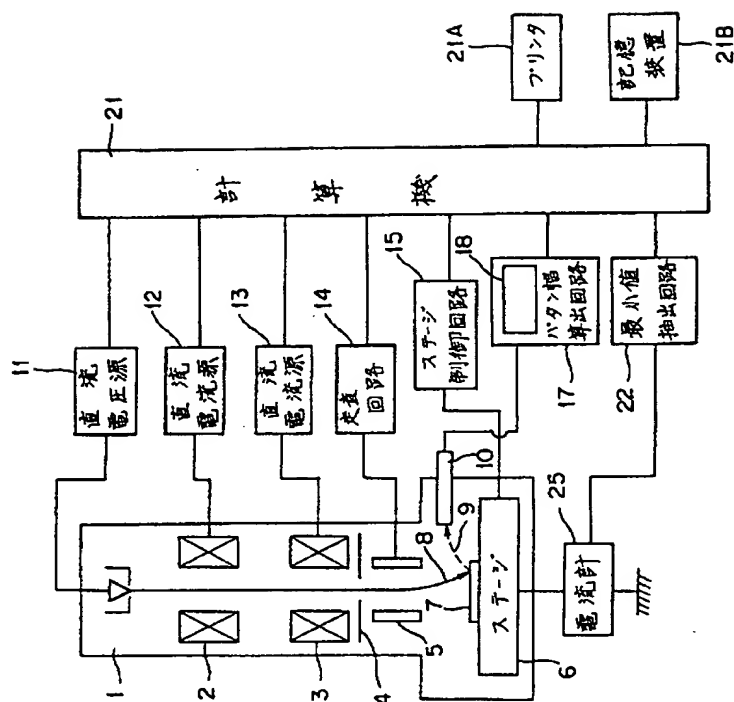 1
2
3
4
5
6
7
8
9
10
11
直流
電圧源
12
直流
電流源
13
直流
電流源
14
走査
回路
15
ステージ
制御回路
18
パタン幅
算出回路
17
最小値
抽出回路
22
25
電流計
ステージ
21
計算機
21A
プリンタ
記憶
装置
21B